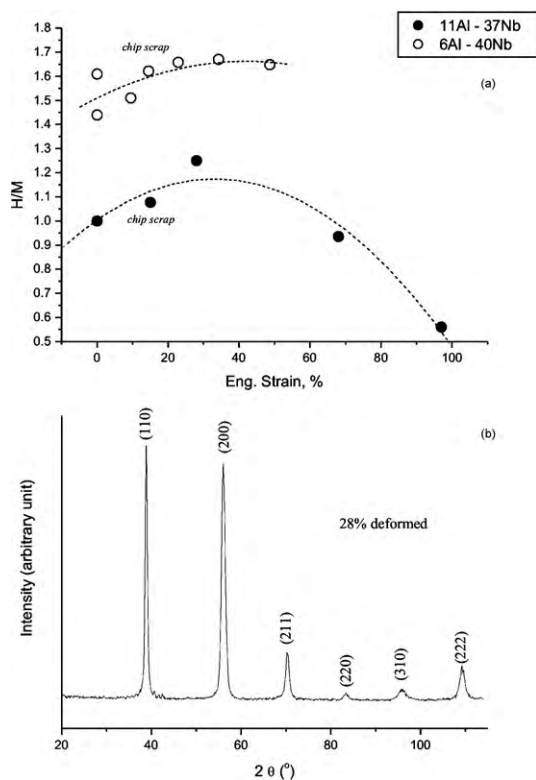 11Al - 37Nb
6Al - 40Nb
(a)
chip scrap
chip scrap
H/M
1.8
1.7
1.6
1.5
1.4
1.3
1.2
1.1
1.0
0.9
0.8
0.7
0.6
0.5
0 20 40 60 80 100
Eng. Strain, %
(b)
Intensity (arbitrary unit)
(110)
(200)
28% deformed
(211)
(220)
(310)
(222)
20 40 60 80 100
2 θ (°)